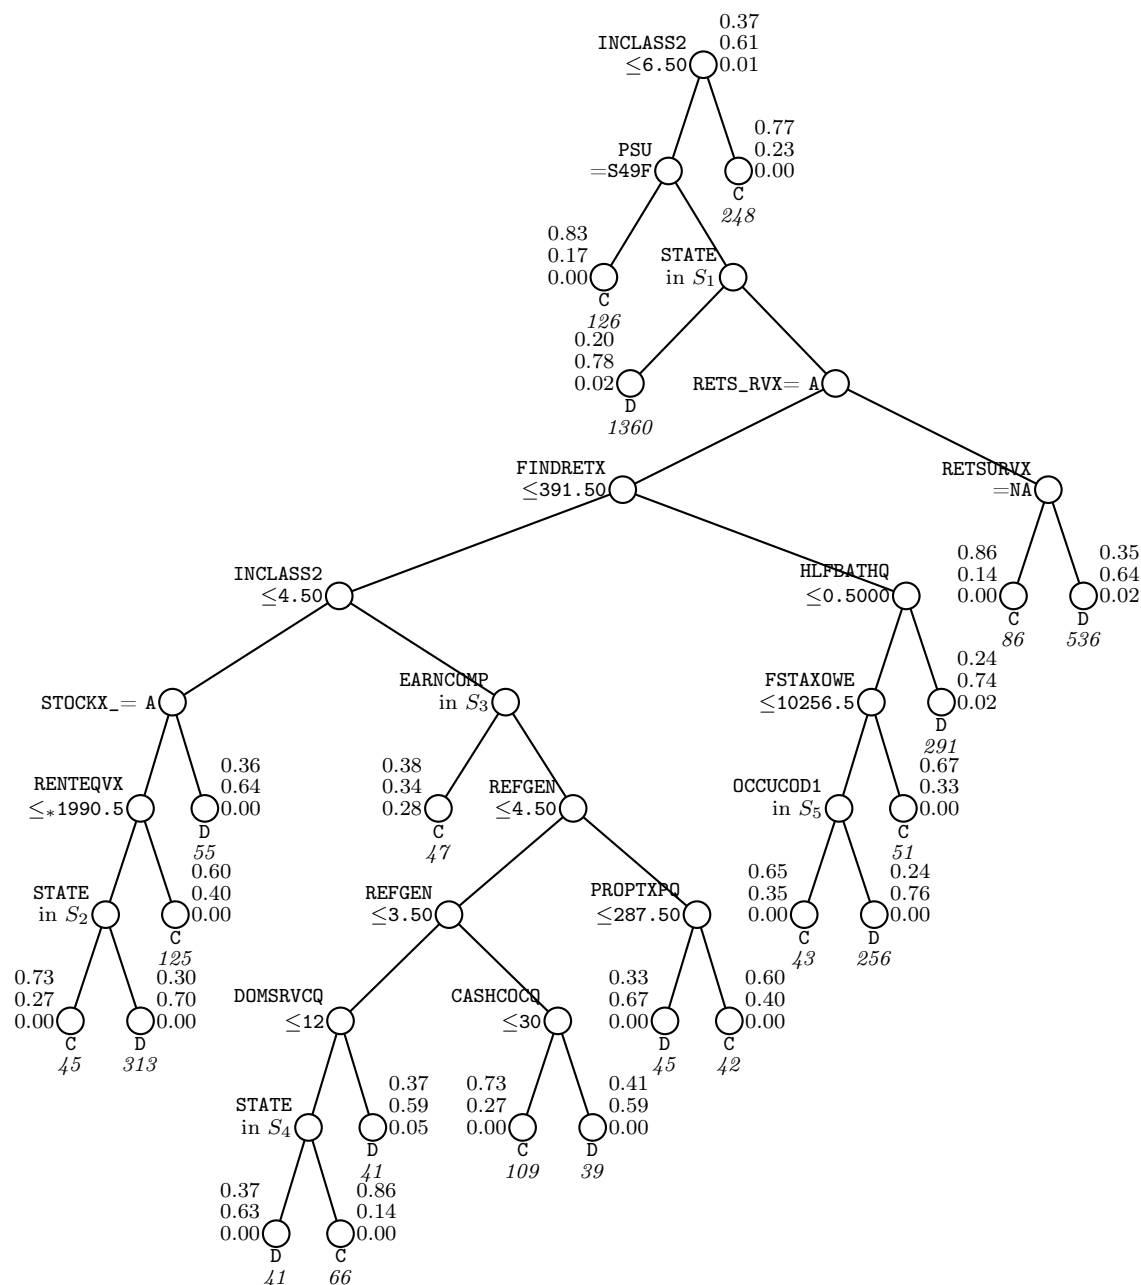 0.37
INCLASS2 0.61
≤6.50 0.01
0.77
PSU 0.23
=S49F 0.00
C
248
0.83
0.17 STATE
0.00 in S1
C
126
0.20
0.78
0.02 RETS_RVX= A
D
1360
FINDRETX RETSURVX
≤391.50 =NA
0.86 0.35
INCLASS2 HLFBATHQ 0.14 0.64
≤4.50 ≤0.5000 0.00 0.02
C D
86 536
0.24
EARNCOMP FSTAXOWE 0.74
STOCKX_= A in S3 ≤10256.5 0.02
D
291
0.36 0.38 0.67
RENTEQVX 0.64 0.34 REFGEN OCCUCOD1 0.33
≤*1990.5 0.00 0.28 ≤4.50 in S5 0.00
D C C
55 47 51
0.60 0.65 0.24
STATE 0.40 REFGEN PROPTXPQ 0.35 0.76
in S2 0.00 ≤3.50 ≤287.50 0.00 0.00
C C D
125 43 256
0.73 0.30 0.33 0.60
0.27 0.70 DOMSRVCQ CASHCOCQ 0.67 0.40
0.00 0.00 ≤12 ≤30 0.00 0.00
C D D C
45 313 45 42
0.37 0.73 0.41
STATE 0.59 0.27 0.59
in S4 0.05 0.00 0.00
D C D
41 109 39
0.37 0.86
0.63 0.14
0.00 0.00
D C
41 66